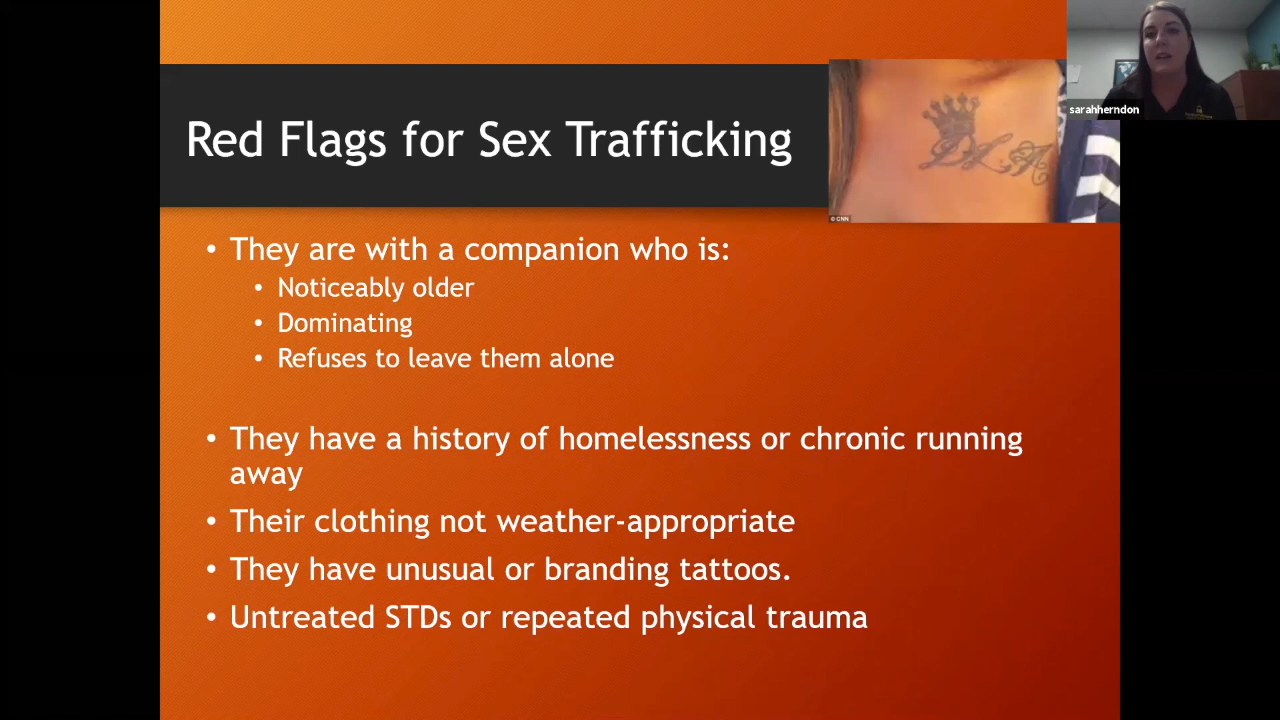 sarahherndon
Red Flags for Sex Trafficking
© CNN
• They are with a companion who is:
• Noticeably older
• Dominating
• Refuses to leave them alone
• They have a history of homelessness or chronic running
away
• Their clothing not weather-appropriate
• They have unusual or branding tattoos.
• Untreated STDs or repeated physical trauma